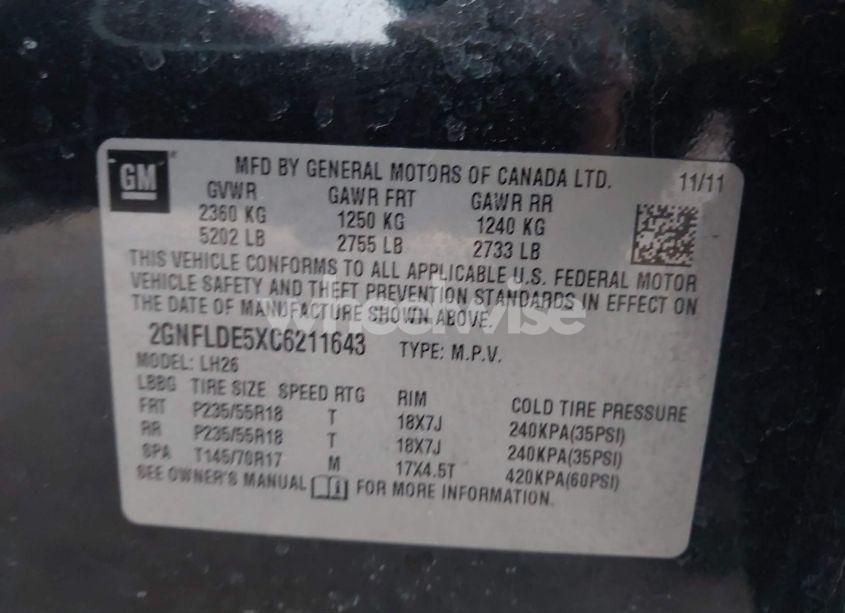 GM MFD BY GENERAL MOTORS OF CANADA LTD. 11/11
GVWR GAWR FRT GAWR RR
2360 KG 1250 KG 1240 KG
5202 LB 2755 LB 2733 LB
THIS VEHICLE CONFORMS TO ALL APPLICABLE U.S. FEDERAL MOTOR
VEHICLE SAFETY AND THEFT PREVENTION STANDARDS IN EFFECT ON
THE DATE OF MANUFACTURE SHOWN ABOVE.
2GNFLDE5XC6211643 TYPE: M.P.V.
MODEL: LH26
LBBG TIRE SIZE SPEED RTG RIM COLD TIRE PRESSURE
FRT P235/55R18 T 18X7J 240KPA(35PSI)
RR P235/55R18 T 18X7J 240KPA(35PSI)
SPA T145/70R17 M 17X4.5T 420KPA(60PSI)
SEE OWNER'S MANUAL FOR MORE INFORMATION.